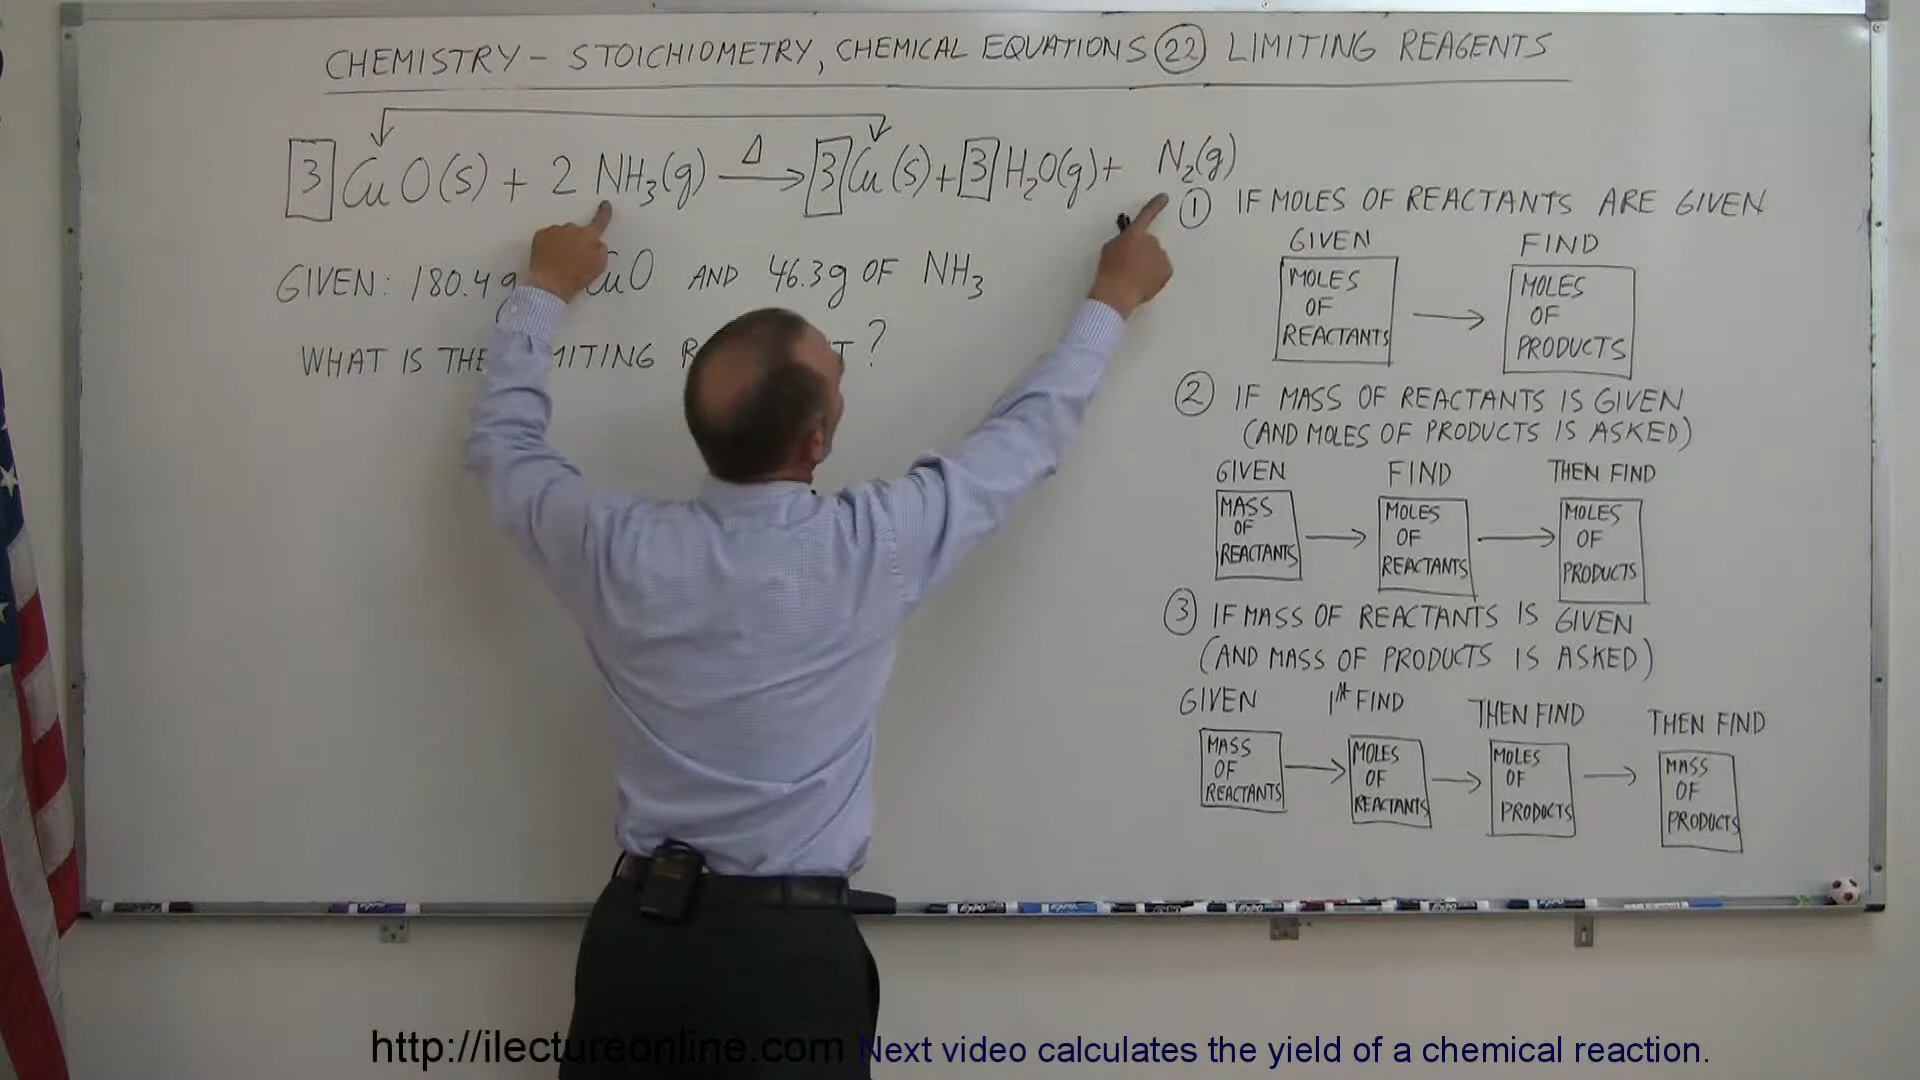 CHEMISTRY - STOICHIOMETRY, CHEMICAL EQUATIONS 22 LIMITING REAGENTS
3 CuO(s) + 2 NH3(g) Δ → 3 Cu(s) + 3 H2O(g) + N2(g)
GIVEN: 180.4 g CuO AND 46.3g OF NH3
WHAT IS THE ?
1 IF MOLES OF REACTANTS ARE GIVEN
GIVEN FIND
MOLES OF REACTANTS → MOLES OF PRODUCTS
2 IF MASS OF REACTANTS IS GIVEN
(AND MOLES OF PRODUCTS IS ASKED)
GIVEN FIND THEN FIND
MASS OF REACTANTS → MOLES OF REACTANTS → MOLES OF PRODUCTS
3 IF MASS OF REACTANTS IS GIVEN
(AND MASS OF PRODUCTS IS ASKED)
GIVEN 1st FIND THEN FIND THEN FIND
MASS OF REACTANTS → MOLES OF REACTANTS → MOLES OF PRODUCTS → MASS OF PRODUCTS
http://ilectureonline.com Next video calculates the yield of a chemical reaction.